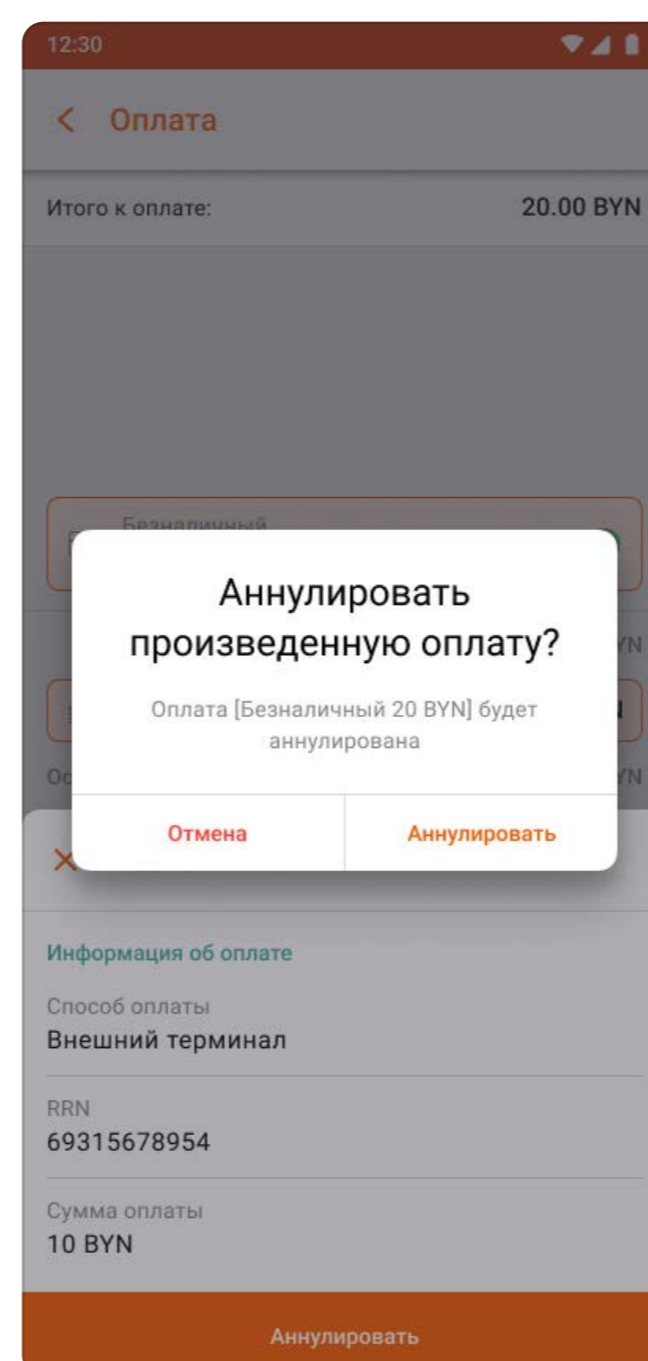 12:30
Оплата
Итого к оплате: 20.00 BYN
Безналичный
Аннулировать
произведенную оплату?
Оплата [Безналичный 20 BYN] будет
аннулирована
Отмена Аннулировать
Информация об оплате
Способ оплаты
Внешний терминал
RRN
69315678954
Сумма оплаты
10 BYN
Аннулировать